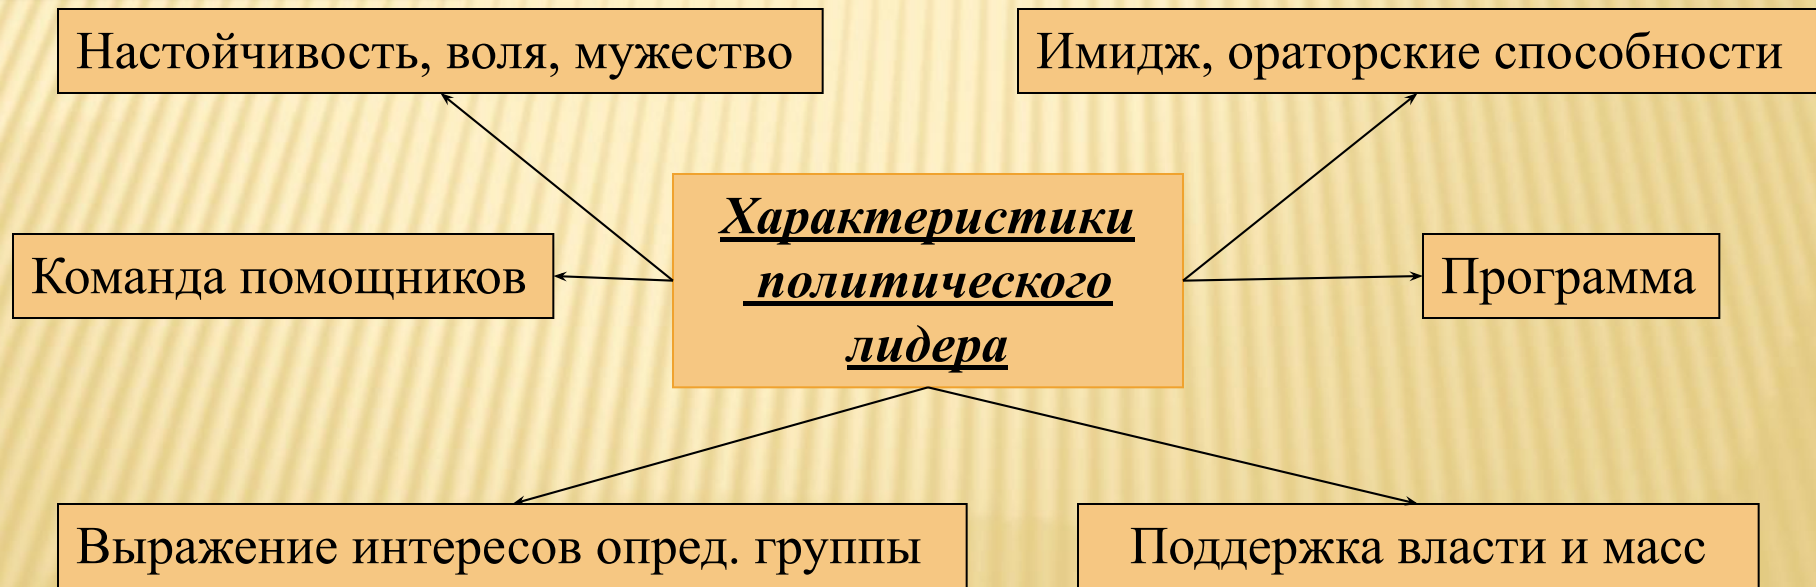 Настойчивость, воля, мужество
Имидж, ораторские способности
Характеристики
политического
лидера
Команда помощников
Программа
Выражение интересов опред. группы
Поддержка власти и масс